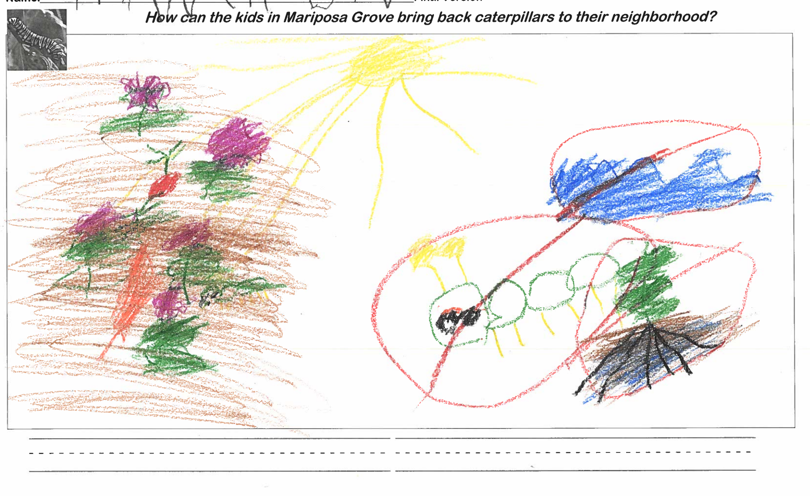 How can the kids in Mariposa Grove bring back caterpillars to their neighborhood?